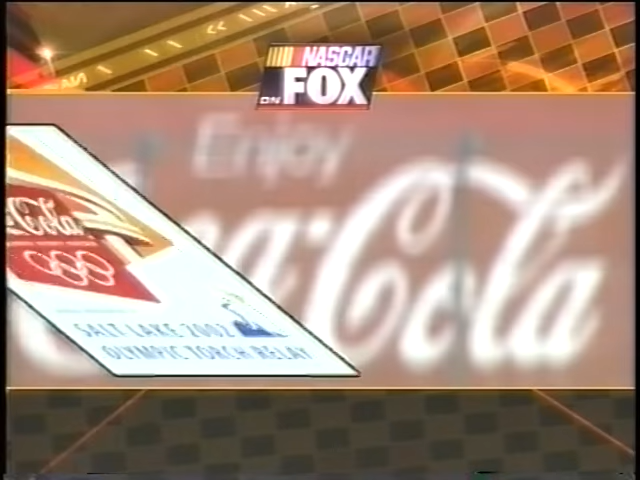 NASCAR
ON FOX
Enjoy
Coca-Cola
Coca-Cola
SALT LAKE 2002
OLYMPIC TORCH RELAY